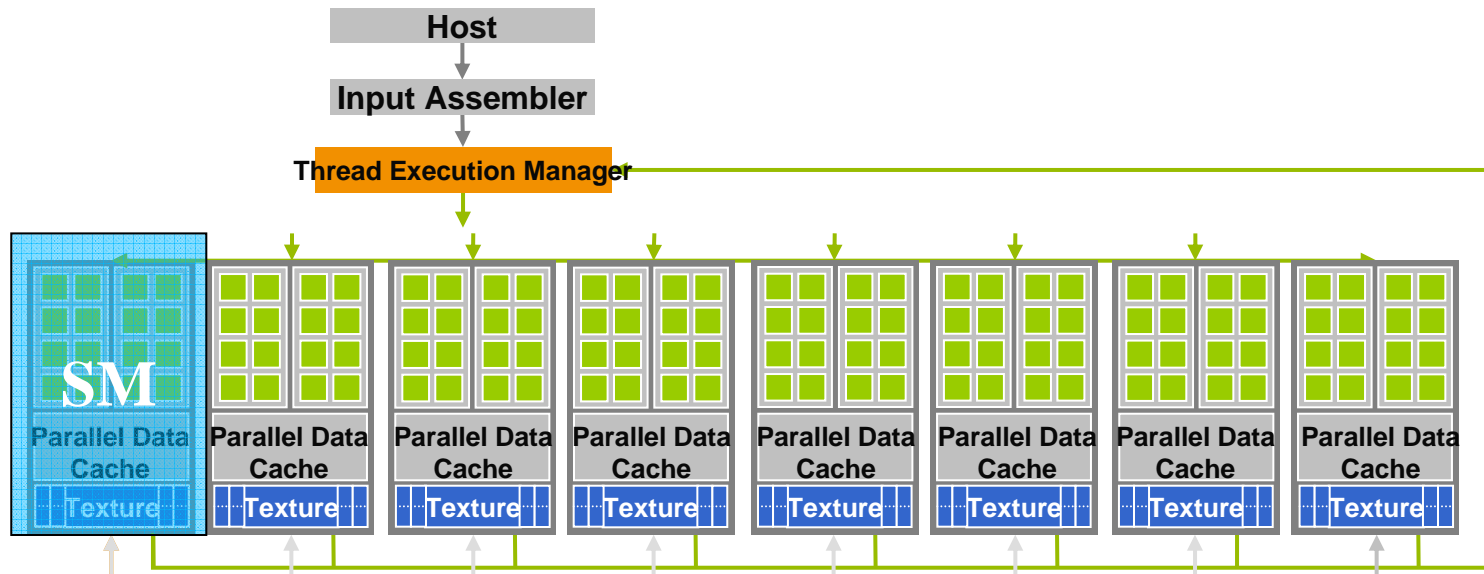 Host
Input Assembler
Thread Execution Manager
SM
Parallel Data Parallel Data Parallel Data Parallel Data Parallel Data Parallel Data Parallel Data Parallel Data
Cache Cache Cache Cache Cache Cache Cache Cache
Texture Texture Texture Texture Texture Texture Texture Texture